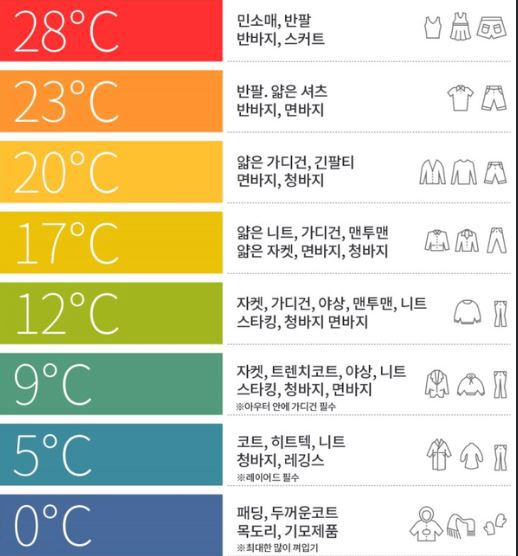 28°C
민소매, 반팔
반바지, 스커트
23°C
반팔. 얇은 셔츠
반바지, 면바지
20°C
얇은 가디건, 긴팔티
면바지, 청바지
17°C
얇은 니트, 가디건, 맨투맨
얇은 자켓, 면바지, 청바지
12°C
자켓, 가디건, 야상, 맨투맨, 니트
스타킹, 청바지 면바지
9°C
자켓, 트렌치코트, 야상, 니트
스타킹, 청바지, 면바지
※아우터 안에 가디건 필수
5°C
코트, 히트텍, 니트
청바지, 레깅스
※레이어드 필수
0°C
패딩, 두꺼운코트
목도리, 기모제품
※최대한 많이 껴입기